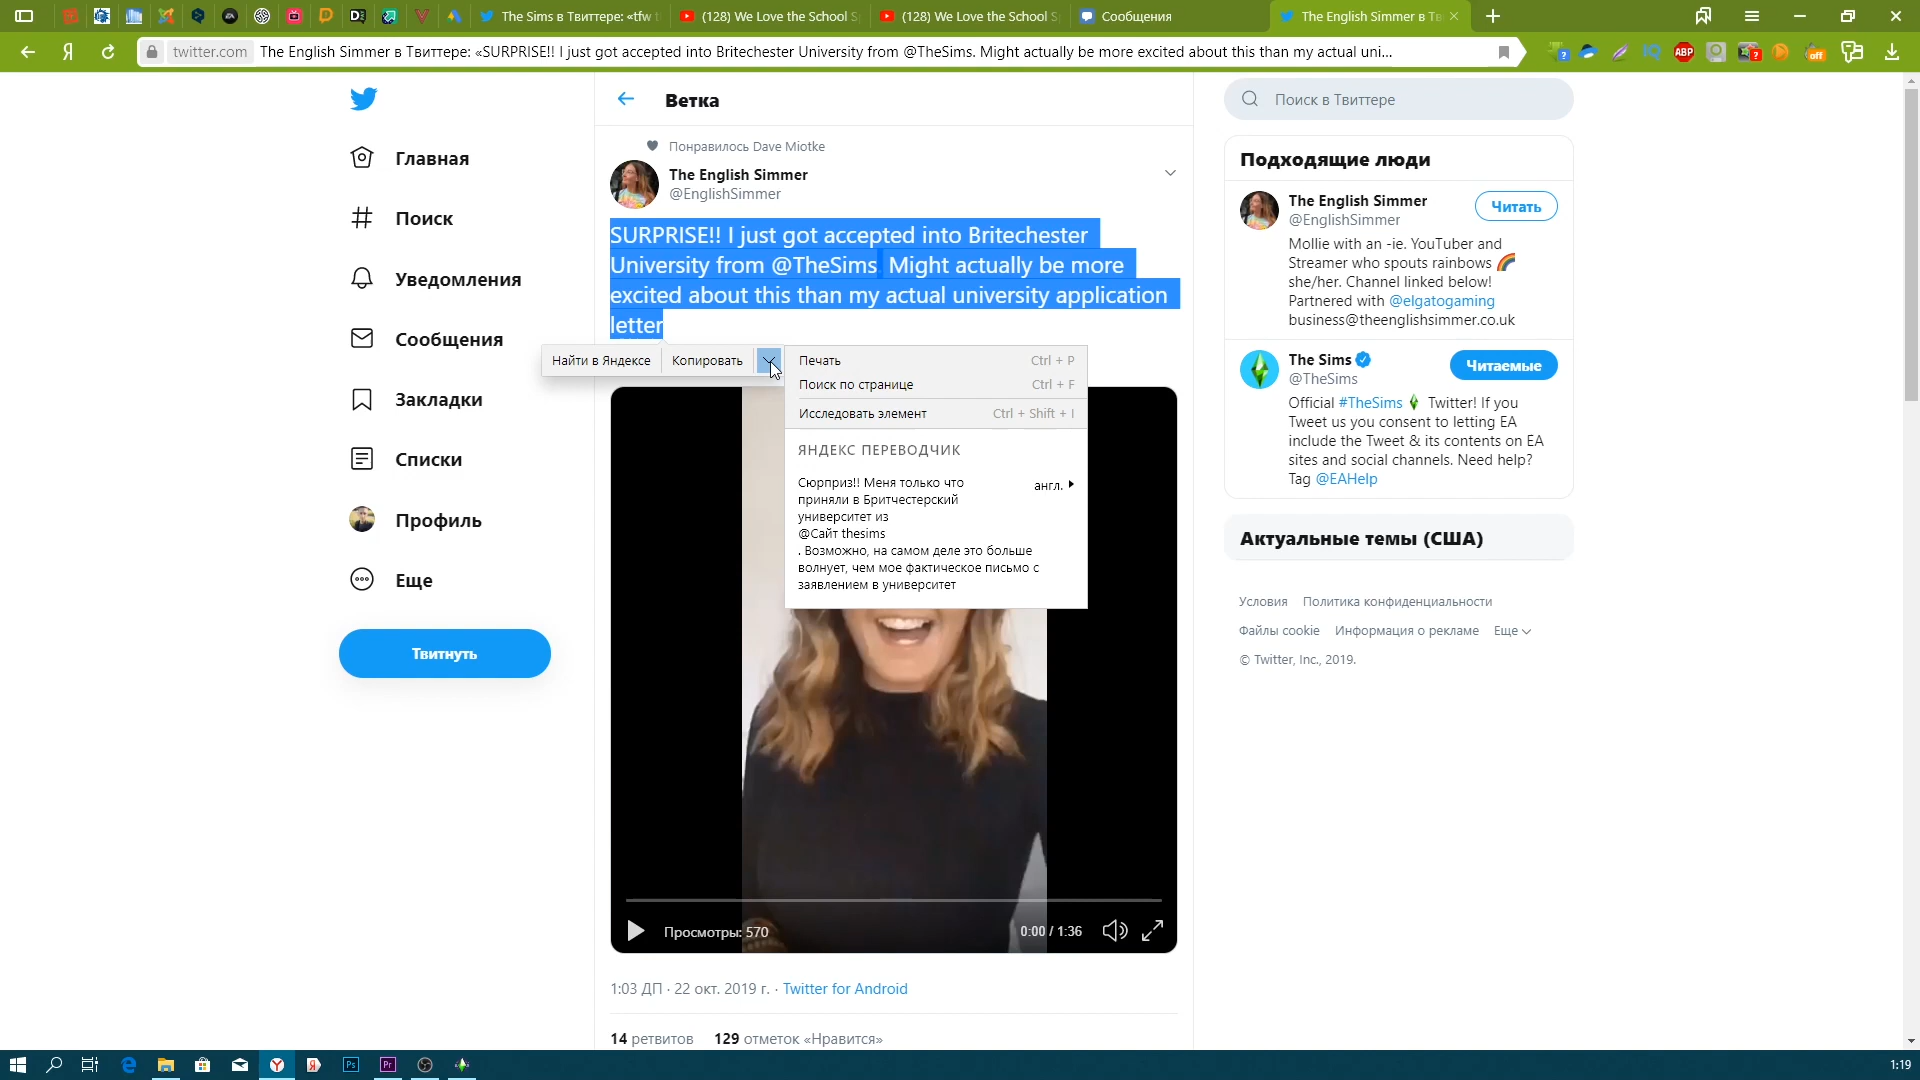 The Sims в Твиттере: «tfw
(128) We Love the School S
(128) We Love the School S
Сообщения
The English Simmer в Тв
Я
twitter.com
The English Simmer в Твиттере: «SURPRISE!! I just got accepted into Britechester University from @TheSims. Might actually be more excited about this than my actual uni...
ABP
off
Главная
Поиск
Уведомления
Сообщения
Закладки
Списки
Профиль
Еще
Твитнуть
Ветка
Понравилось Dave Miotke
The English Simmer
@EnglishSimmer
SURPRISE!! I just got accepted into Britechester
University from @TheSims Might actually be more
excited about this than my actual university application
letter
Найти в Яндексе
Копировать
Печать Ctrl + P
Поиск по странице Ctrl + F
Исследовать элемент Ctrl + Shift + I
ЯНДЕКС ПЕРЕВОДЧИК
Сюрприз!! Меня только что
англ.
приняли в Бритчестерский
университет из
@Сайт thesims
. Возможно, на самом деле это больше
волнует, чем мое фактическое письмо с
заявлением в университет
Просмотры: 570
0:00 / 1:36
1:03 ДП · 22 окт. 2019 г. · Twitter for Android
14 ретвитов 129 отметок «Нравится»
Поиск в Твиттере
Подходящие люди
The English Simmer
@EnglishSimmer
Читать
Mollie with an -ie. YouTuber and
Streamer who spouts rainbows
she/her. Channel linked below!
Partnered with @elgatogaming
business@theenglishsimmer.co.uk
The Sims
@TheSims
Читаемые
Official #TheSims Twitter! If you
Tweet us you consent to letting EA
include the Tweet & its contents on EA
sites and social channels. Need help?
Tag @EAHelp
Актуальные темы (США)
Условия Политика конфиденциальности
Файлы cookie Информация о рекламе Еще
© Twitter, Inc., 2019.
Ps
Pr
1:19